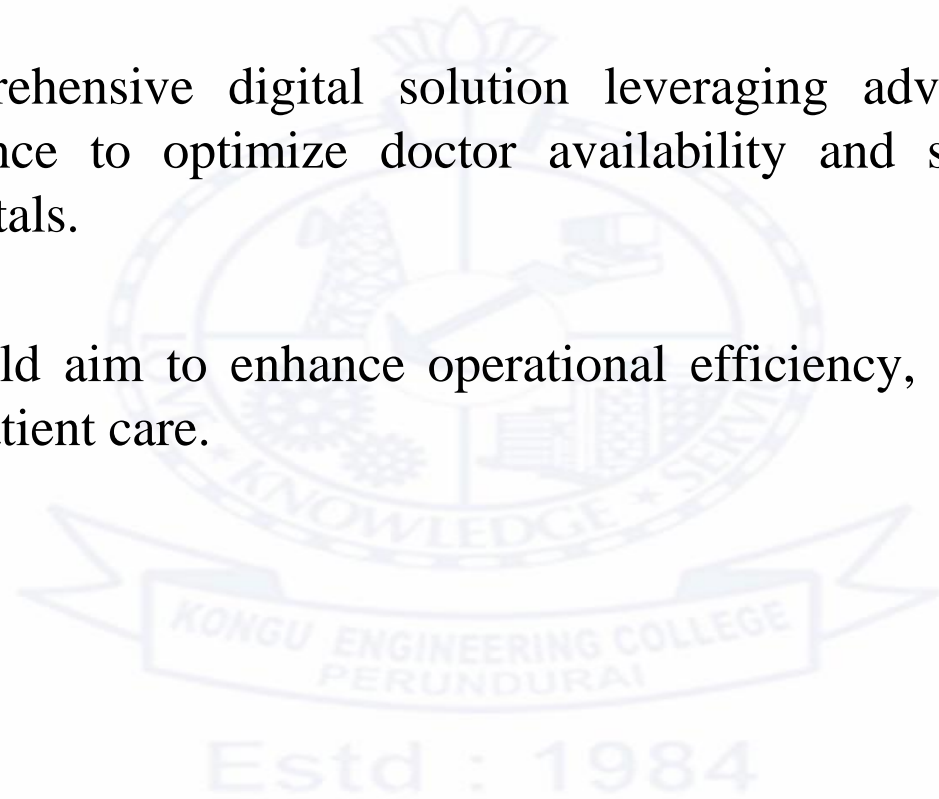 rehensive digital solution leveraging adv
nce to optimize doctor availability and s
tals.
ld aim to enhance operational efficiency,
tient care.
KNOWLEDGE ★ SERVI
KONGU ENGINEERING COLLEGE
PERUNDURAI
Estd : 1984